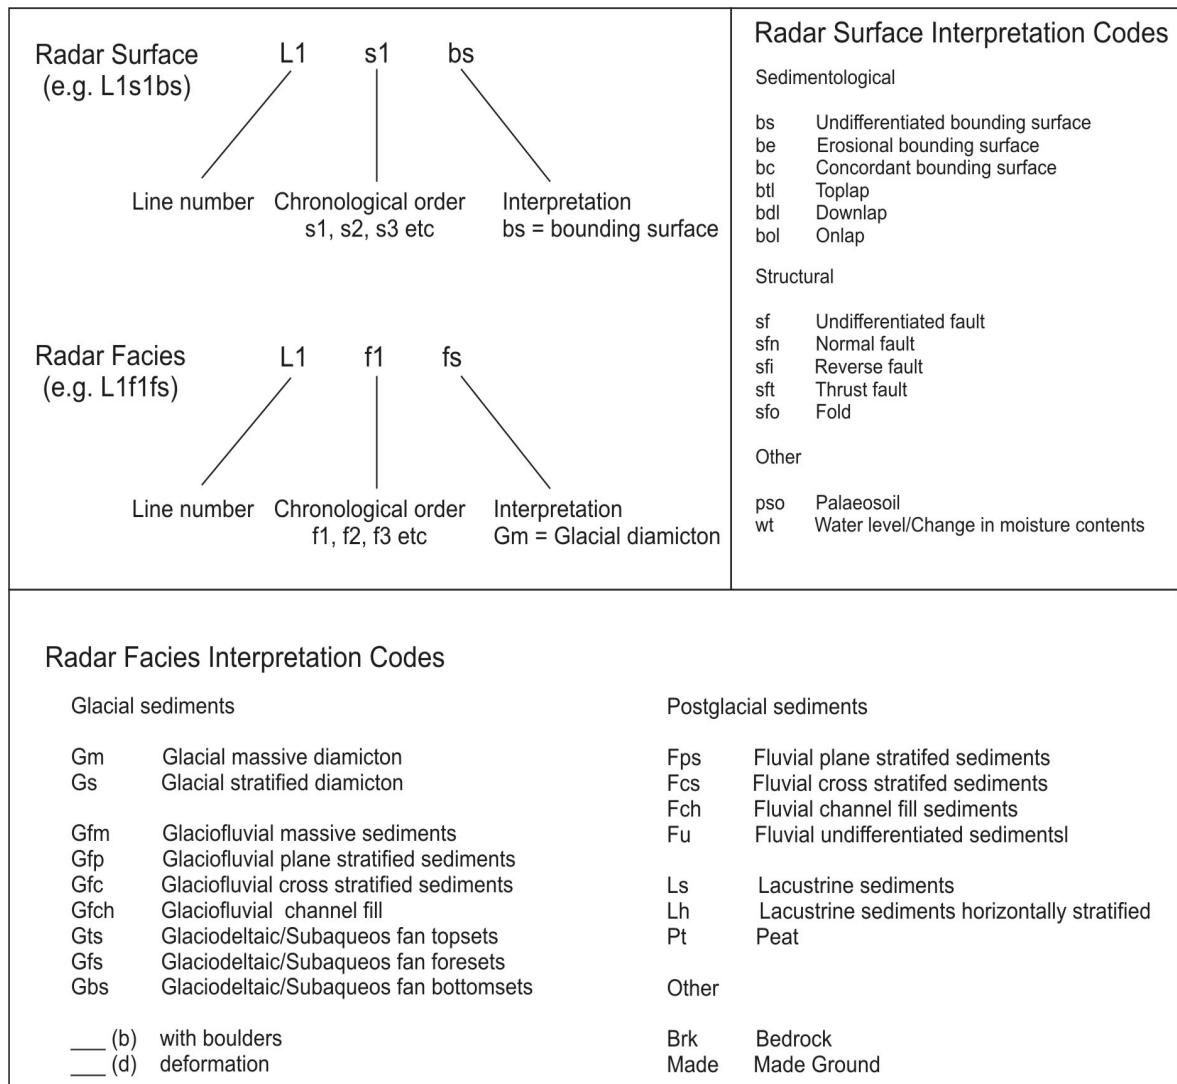 Radar Surface L1 s1 bs
(e.g. L1s1bs)
Line number Chronological order Interpretation
s1, s2, s3 etc bs = bounding surface
Radar Facies L1 f1 fs
(e.g. L1f1fs)
Line number Chronological order Interpretation
f1, f2, f3 etc Gm = Glacial diamicton
Radar Surface Interpretation Codes
Sedimentological
bs Undifferentiated bounding surface
be Erosional bounding surface
bc Concordant bounding surface
btl Toplap
bdl Downlap
bol Onlap
Structural
sf Undifferentiated fault
sfn Normal fault
sfi Reverse fault
sft Thrust fault
sfo Fold
Other
pso Palaeosoil
wt Water level/Change in moisture contents
Radar Facies Interpretation Codes
Glacial sediments
Gm Glacial massive diamicton
Gs Glacial stratified diamicton
Gfm Glaciofluvial massive sediments
Gfp Glaciofluvial plane stratified sediments
Gfc Glaciofluvial cross stratified sediments
Gfch Glaciofluvial channel fill
Gts Glaciodeltaic/Subaqueos fan topsets
Gfs Glaciodeltaic/Subaqueos fan foresets
Gbs Glaciodeltaic/Subaqueos fan bottomsets
___ (b) with boulders
___ (d) deformation
Postglacial sediments
Fps Fluvial plane stratifed sediments
Fcs Fluvial cross stratifed sediments
Fch Fluvial channel fill sediments
Fu Fluvial undifferentiated sedimentsl
Ls Lacustrine sediments
Lh Lacustrine sediments horizontally stratified
Pt Peat
Other
Brk Bedrock
Made Made Ground